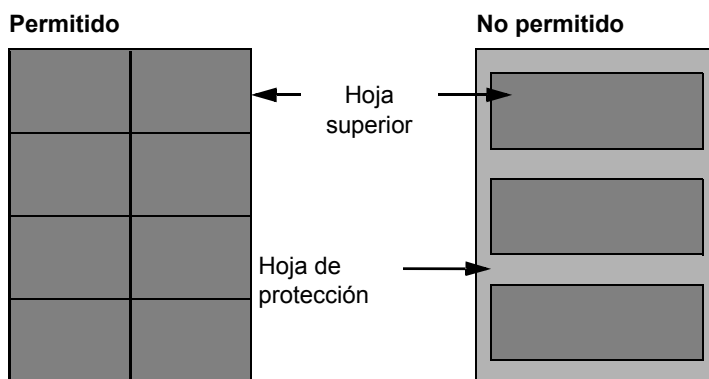 Permitido
No permitido
Hoja
superior
Hoja de
protección